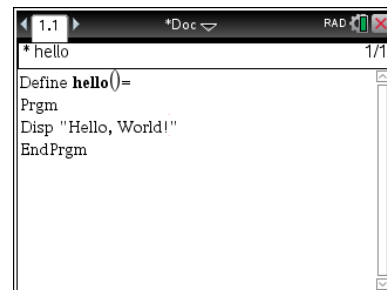 1.1 *Doc RAD
* hello 1/1
Define hello()=
Prgm
Disp "Hello, World!"
EndPrgm